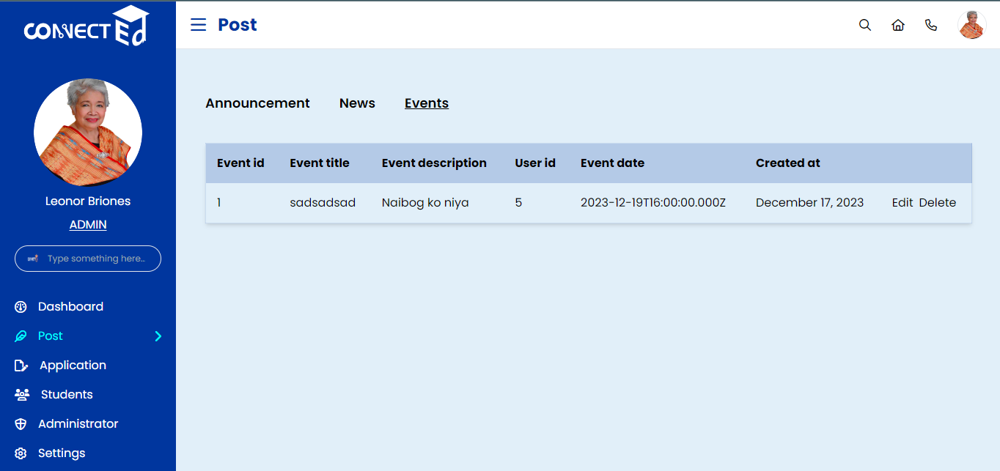 CONNECT Ed
Post
Leonor Briones
ADMIN
Type something here...
Dashboard
Post
Application
Students
Administrator
Settings
Announcement News Events
Event id Event title Event description User id Event date Created at
1 sadsadsad Naibog ko niya 5 2023-12-19T16:00:00.000Z December 17, 2023 Edit Delete